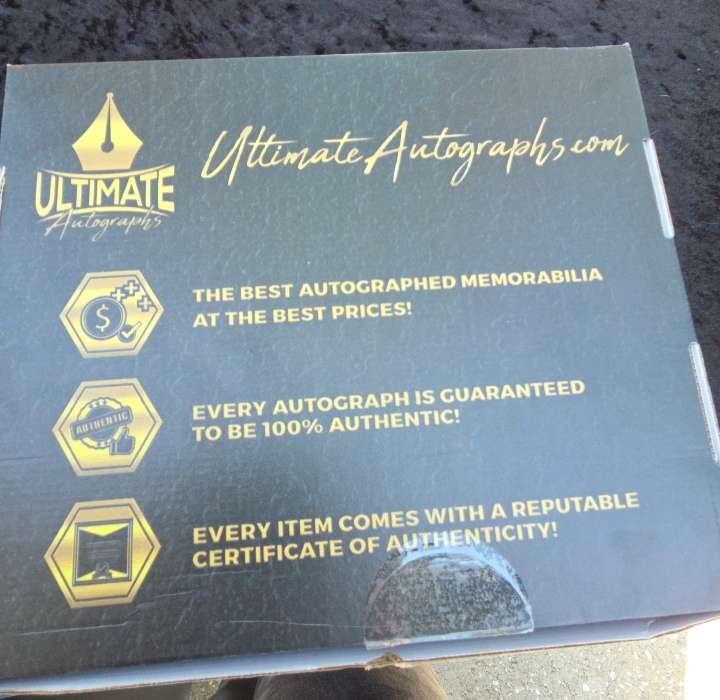 ULTIMATE
Autographs
UltimateAutographs.com
THE BEST AUTOGRAPHED MEMORABILIA
AT THE BEST PRICES!
$
AUTHENTIC
EVERY AUTOGRAPH IS GUARANTEED
TO BE 100% AUTHENTIC!
EVERY ITEM COMES WITH A REPUTABLE
CERTIFICATE OF AUTHENTICITY!